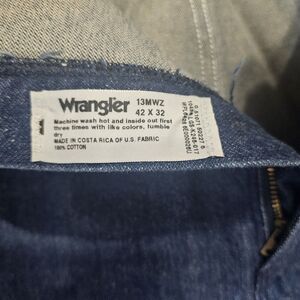 Wrangler 13MWZ
42 X 32
Machine wash hot and inside out first
three times with like colors, tumble
dry
MADE IN COSTA RICA OF U.S. FABRIC
100% COTTON